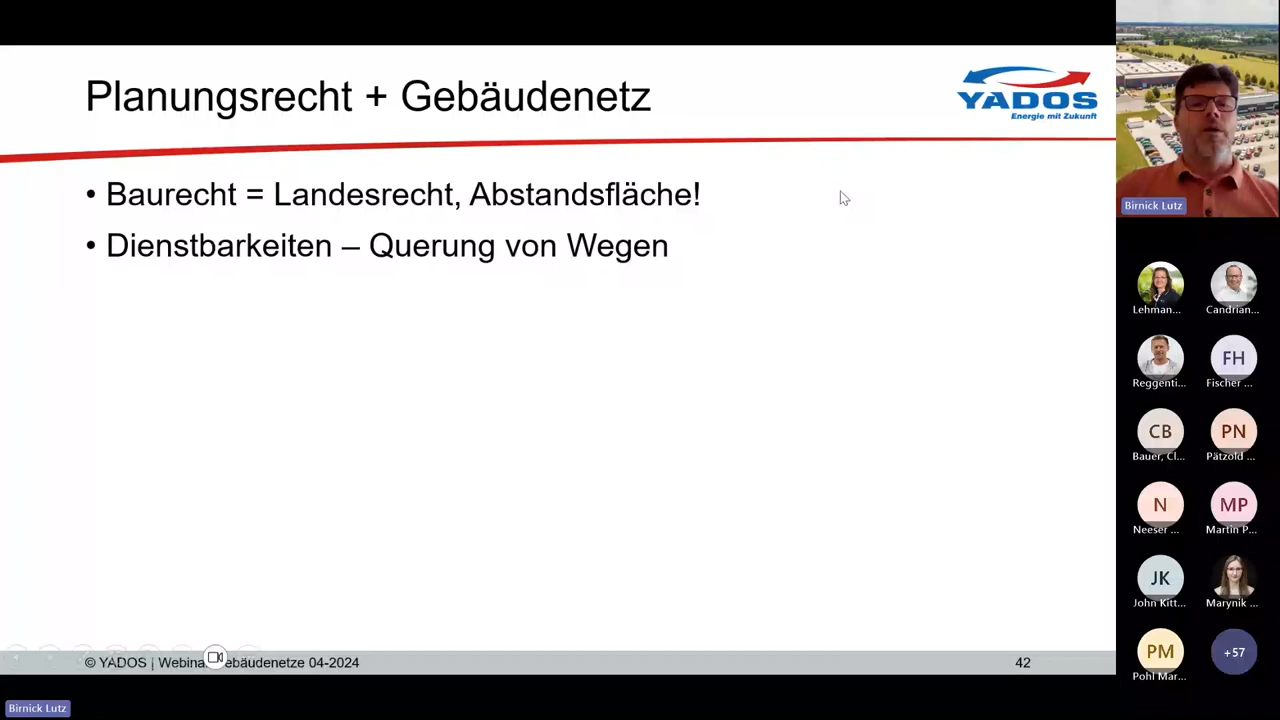 Planungsrecht + Gebäudenetz
YADOS
Energie mit Zukunft
• Baurecht = Landesrecht, Abstandsfläche!
• Dienstbarkeiten – Querung von Wegen
© YADOS | Webina ebäudenetze 04-2024
42
Birnick Lutz
Birnick Lutz
Lehman...
Candrian...
Reggenti...
FH
Fischer ...
CB
Bauer, Cl...
PN
Pätzold ...
N
Neeser ...
MP
Martin P...
JK
John Kitt...
Marynik ...
PM
Pohl Mar...
+57